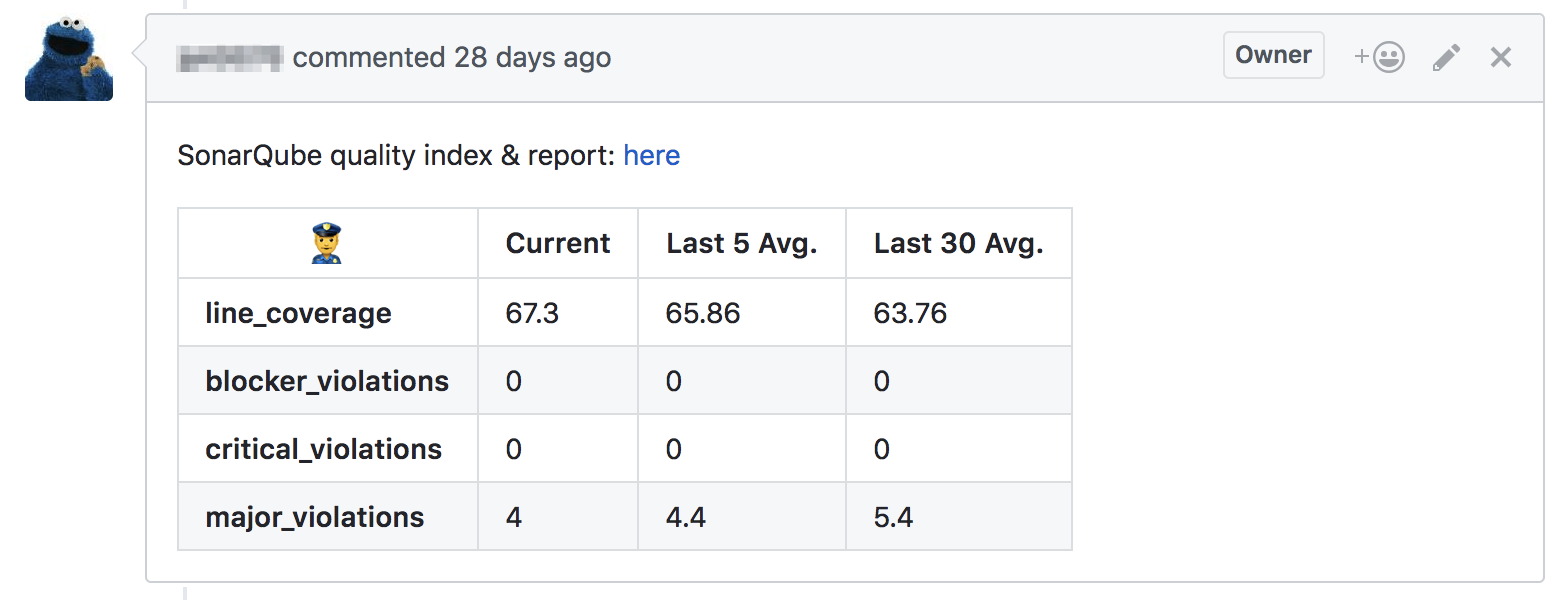 commented 28 days ago
Owner
SonarQube quality index & report: here
Current Last 5 Avg. Last 30 Avg.
line_coverage 67.3 65.86 63.76
blocker_violations 0 0 0
critical_violations 0 0 0
major_violations 4 4.4 5.4